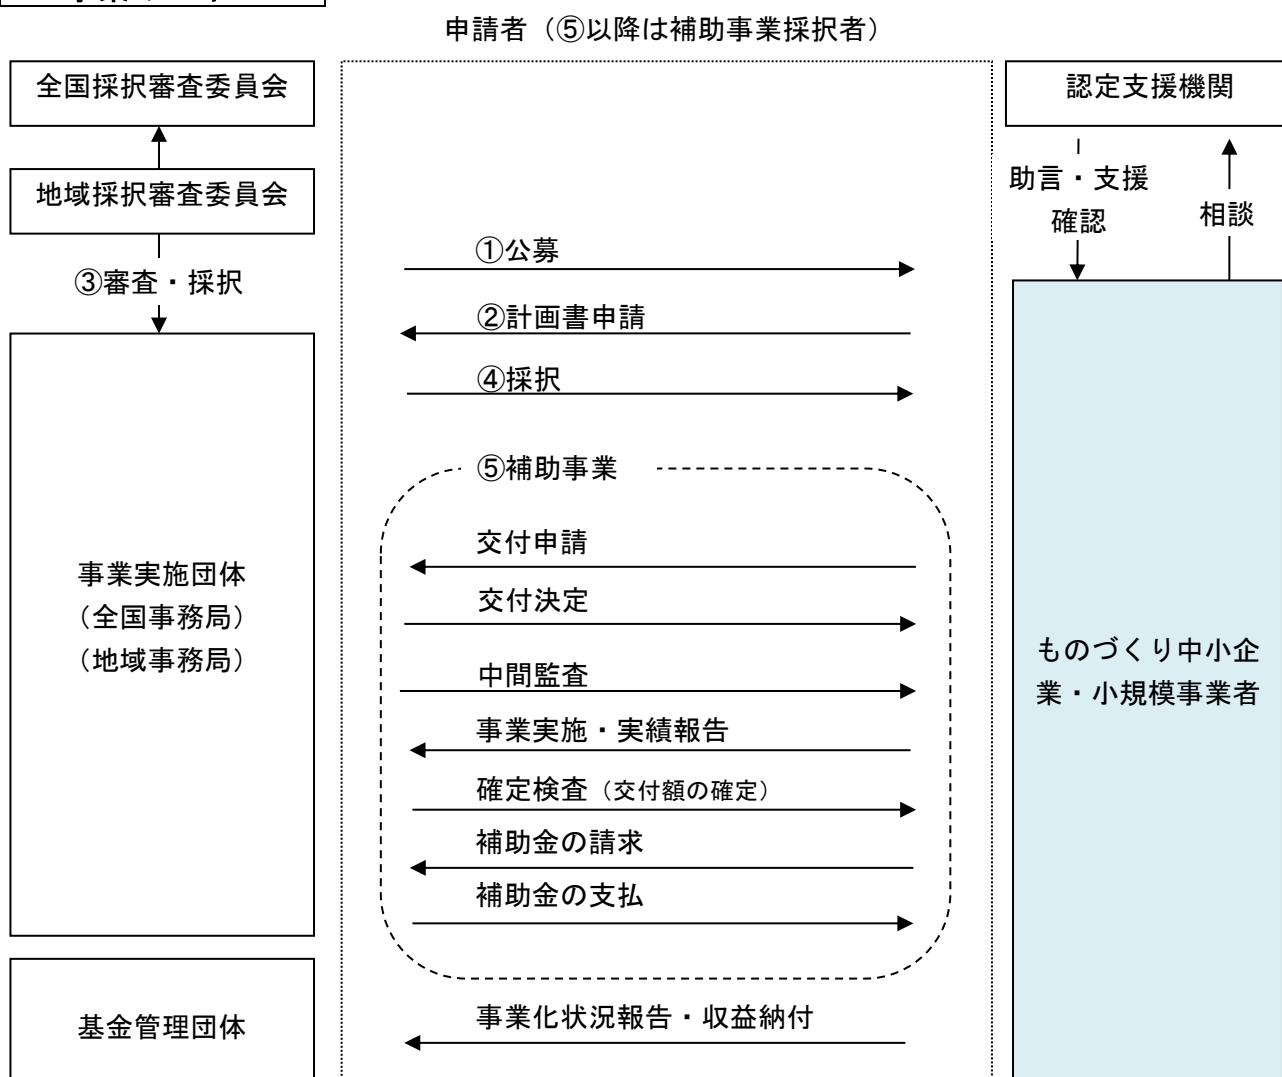 申請者（⑤以降は補助事業採択者）
全国採択審査委員会
地域採択審査委員会
③審査・採択
事業実施団体
（全国事務局）
（地域事務局）
基金管理団体
①公募
②計画書申請
④採択
⑤補助事業
交付申請
交付決定
中間監査
事業実施・実績報告
確定検査（交付額の確定）
補助金の請求
補助金の支払
事業化状況報告・収益納付
認定支援機関
助言・支援
確認
相談
ものづくり中小企
業・小規模事業者